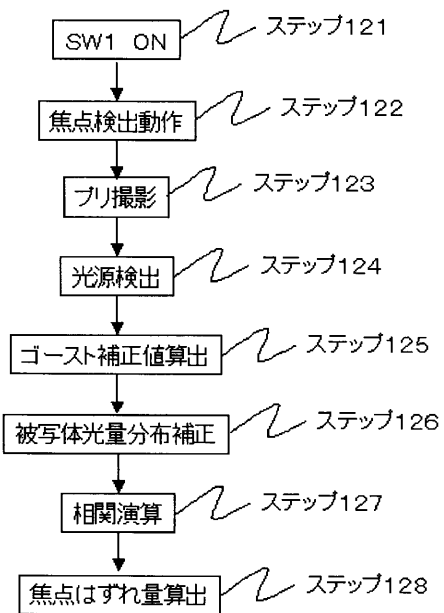 SW1 ON
ステップ121
焦点検出動作
ステップ122
プリ撮影
ステップ123
光源検出
ステップ124
ゴースト補正値算出
ステップ125
被写体光量分布補正
ステップ126
相関演算
ステップ127
焦点はずれ量算出
ステップ128